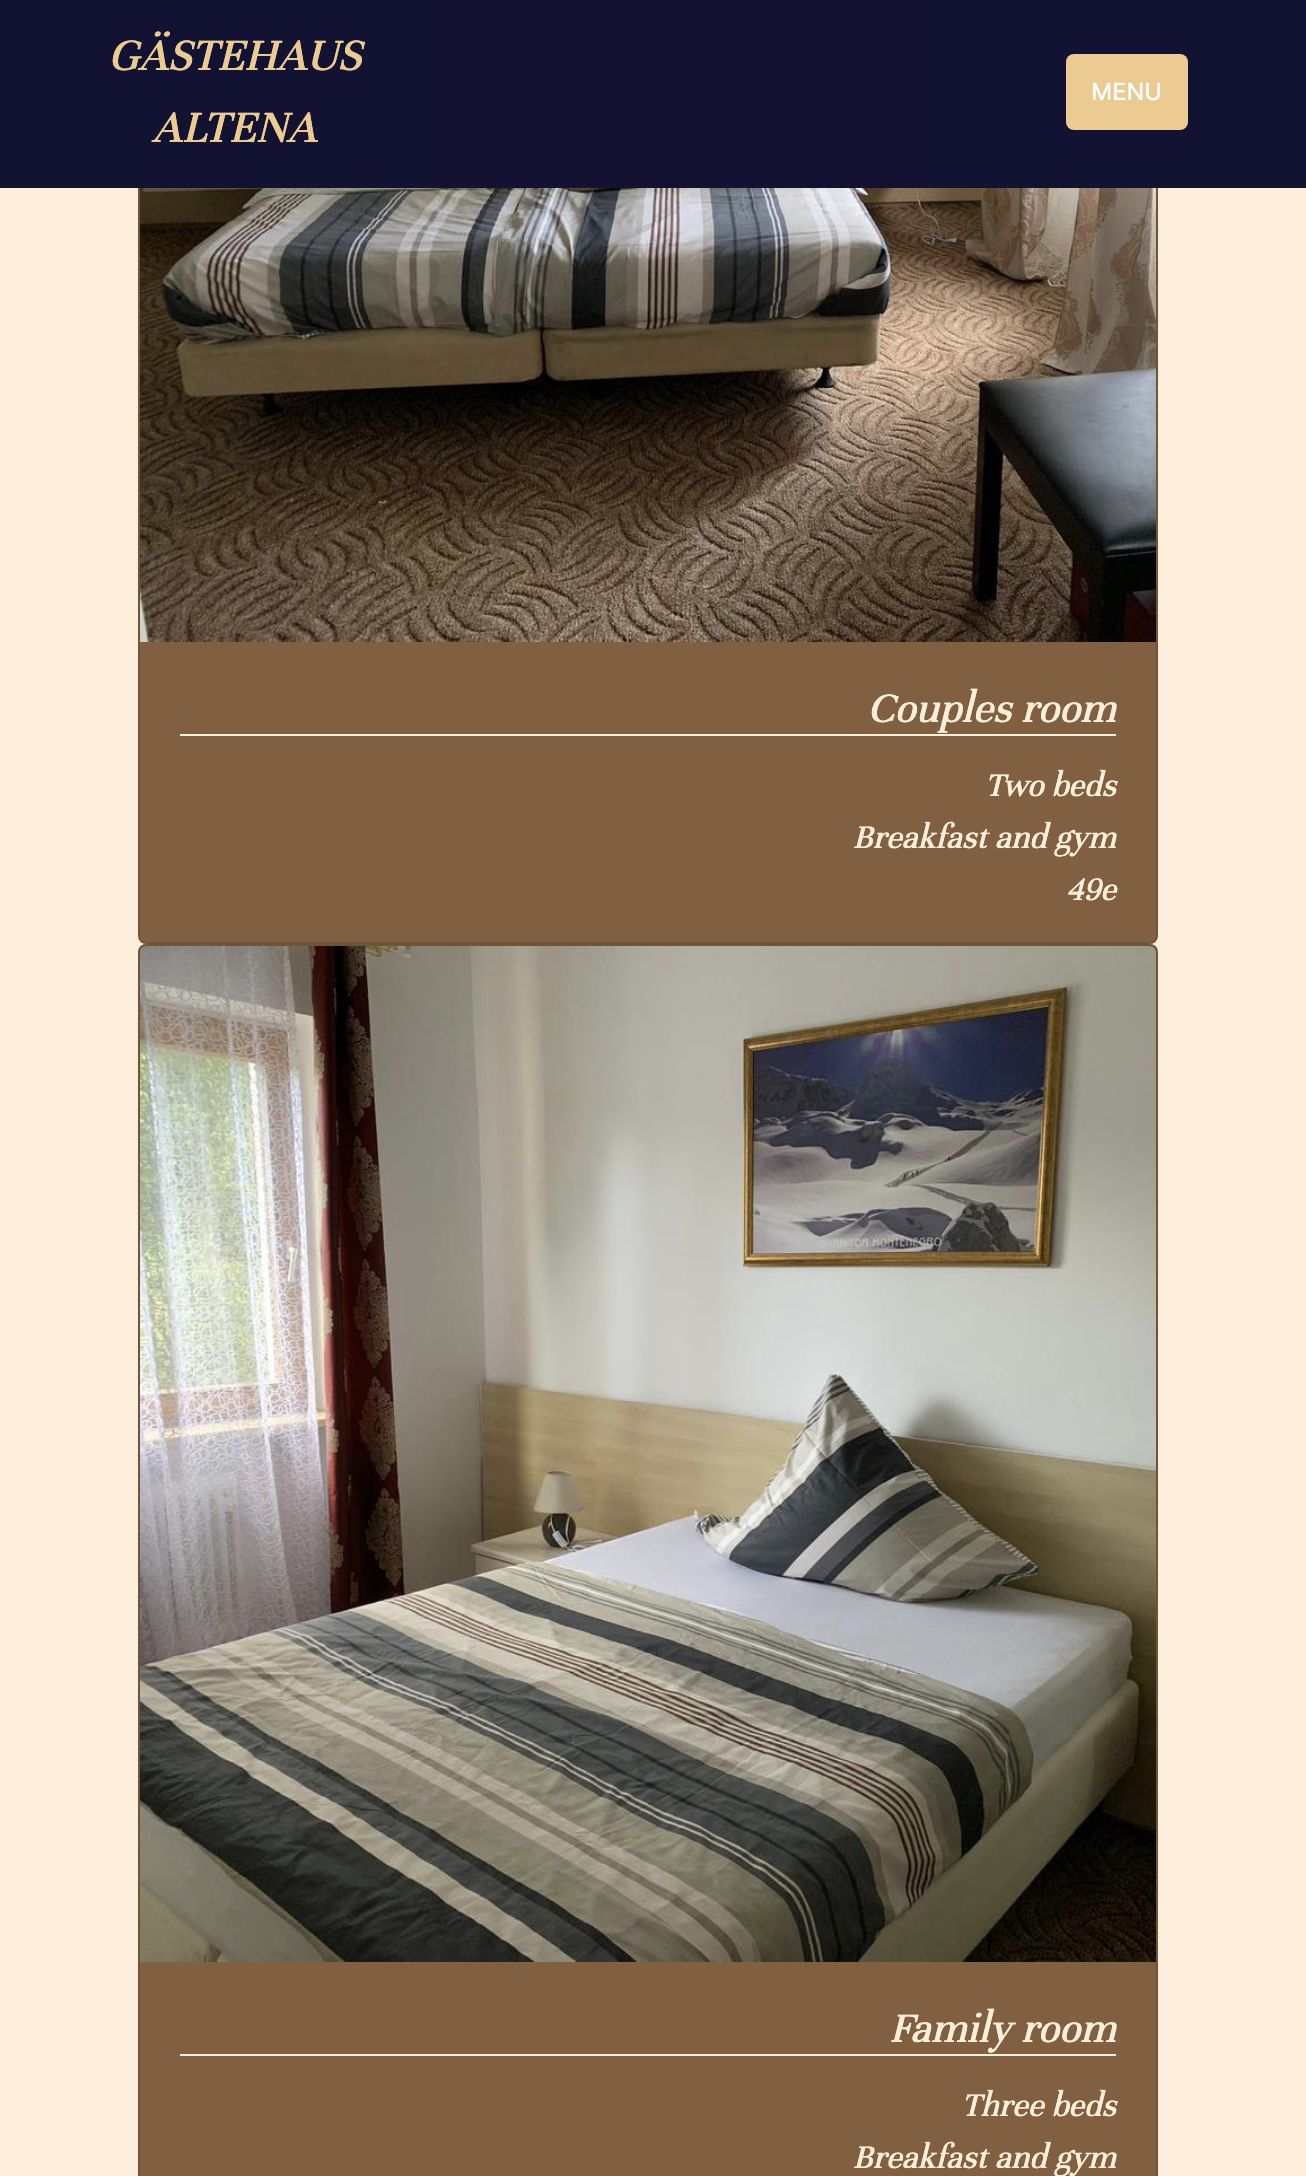 GÄSTEHAUS
ALTENA
MENU
Couples room
Two beds
Breakfast and gym
49e
DURMITOR MONTENEGRO
Family room
Three beds
Breakfast and gym